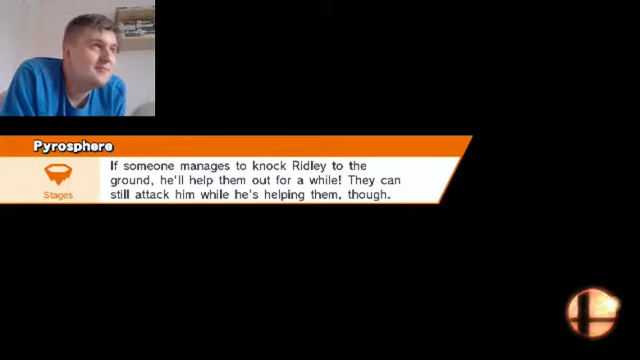 Pyrosphere
If someone manages to knock Ridley to the
ground, he'll help them out for a while! They can
still attack him while he's helping them, though.
Stages